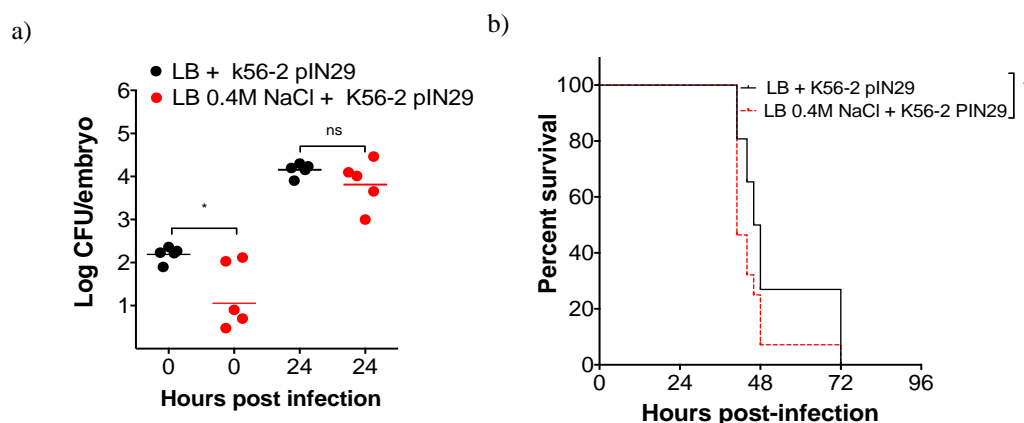 a)
LB + k56-2 pIN29
LB 0.4M NaCl + K56-2 pIN29
Log CFU/embryo
6
5
4
3
2
1
*
ns
0 0 24 24
Hours post infection
b)
Percent survival
100
80
60
40
20
0
LB + K56-2 pIN29
LB 0.4M NaCl + K56-2 PIN29
0 24 48 72 96
Hours post-infection